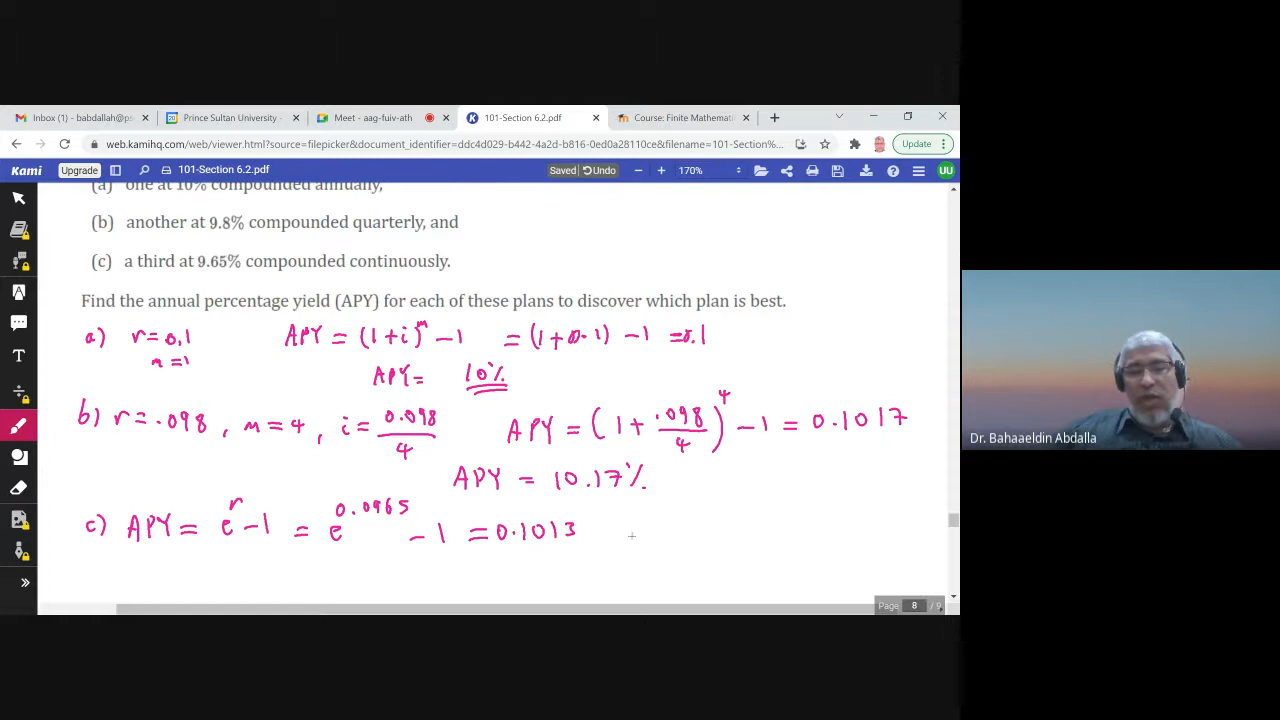 Inbox (1) - babdallah@ps
Prince Sultan University -
Meet - aag-fuiv-ath
101-Section 6.2.pdf
Course: Finite Mathemati
web.kamihq.com/web/viewer.html?source=filepicker&document_identifier=ddc4d029-b442-4a2d-b816-0ed0a28110ce&filename=101-Section%...
Update
Kami
Upgrade
101-Section 6.2.pdf
Saved
Undo
170%
UU
(a) one at 10% compounded annually,
(b) another at 9.8% compounded quarterly, and
(c) a third at 9.65% compounded continuously.
Find the annual percentage yield (APY) for each of these plans to discover which plan is best.
a) r = 0.1 APY = (1+i)^m - 1 = (1+0.1) - 1 = 0.1
m = 1
APY = 10%
b) r = .098, m = 4, i = 0.098/4 APY = (1 + .098/4)^4 - 1 = 0.1017
APY = 10.17%
c) APY = e^r - 1 = e^0.0965 - 1 = 0.1013
Page 8 / 9
Dr. Bahaaeldin Abdalla